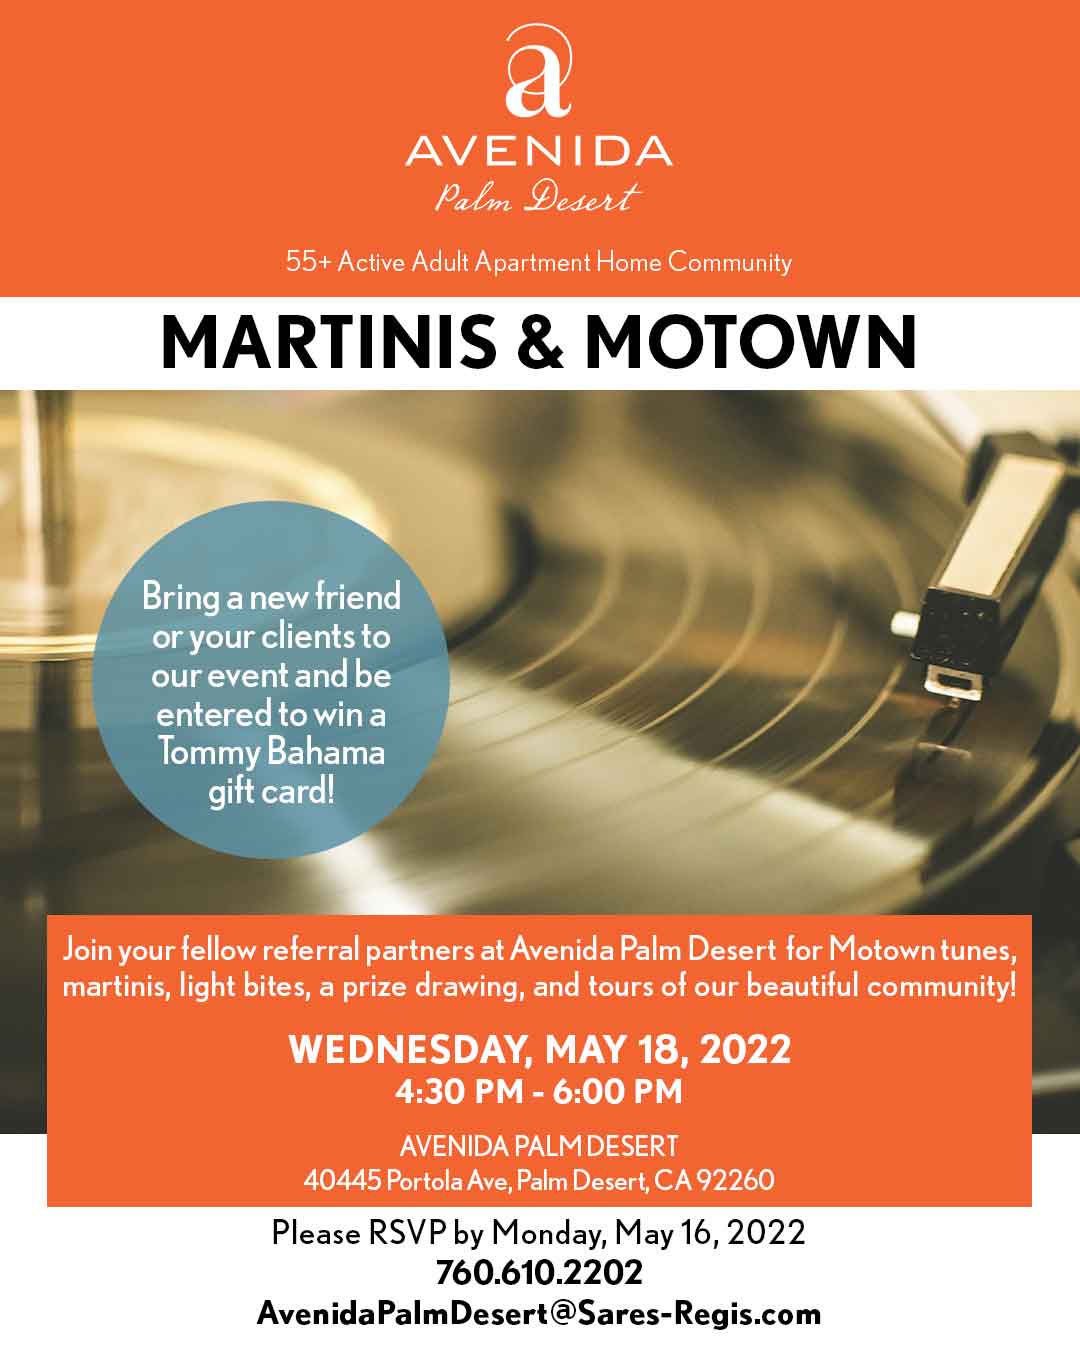 a
AVENIDA
Palm Desert
55+ Active Adult Apartment Home Community
MARTINIS & MOTOWN
Bring a new friend
or your clients to
our event and be
entered to win a
Tommy Bahama
gift card!
Join your fellow referral partners at Avenida Palm Desert for Motown tunes,
martinis, light bites, a prize drawing, and tours of our beautiful community!
WEDNESDAY, MAY 18, 2022
4:30 PM - 6:00 PM
AVENIDA PALM DESERT
40445 Portola Ave, Palm Desert, CA 92260
Please RSVP by Monday, May 16, 2022
760.610.2202
AvenidaPalmDesert@Sares-Regis.com